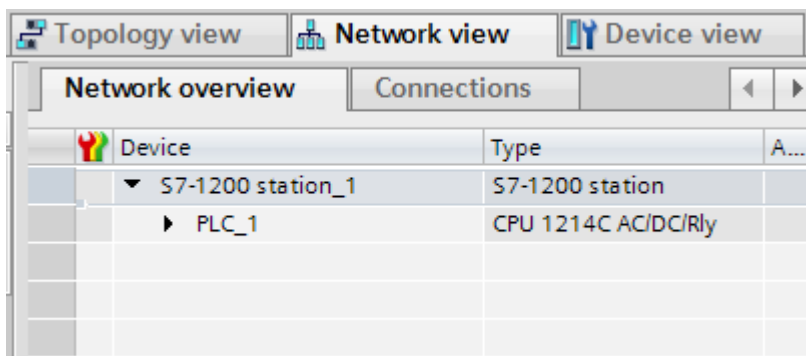 Topology view Network view Device view
Network overview Connections
Device Type A...
S7-1200 station_1 S7-1200 station
PLC_1 CPU 1214C AC/DC/Rly